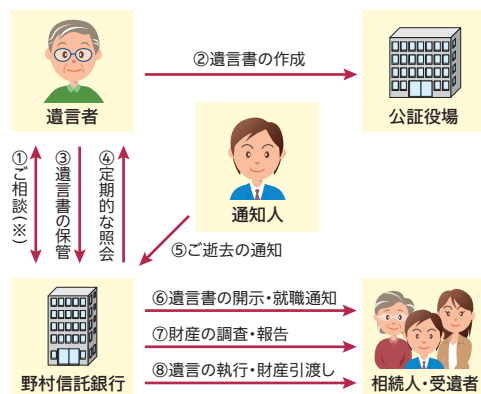 ②遺言書の作成
遺言者
公証役場
①ご相談(※)
③遺言書の保管
④定期的な照会
通知人
⑤ご逝去の通知
⑥遺言書の開示・就職通知
⑦財産の調査・報告
⑧遺言の執行・財産引渡し
野村信託銀行
相続人・受遺者